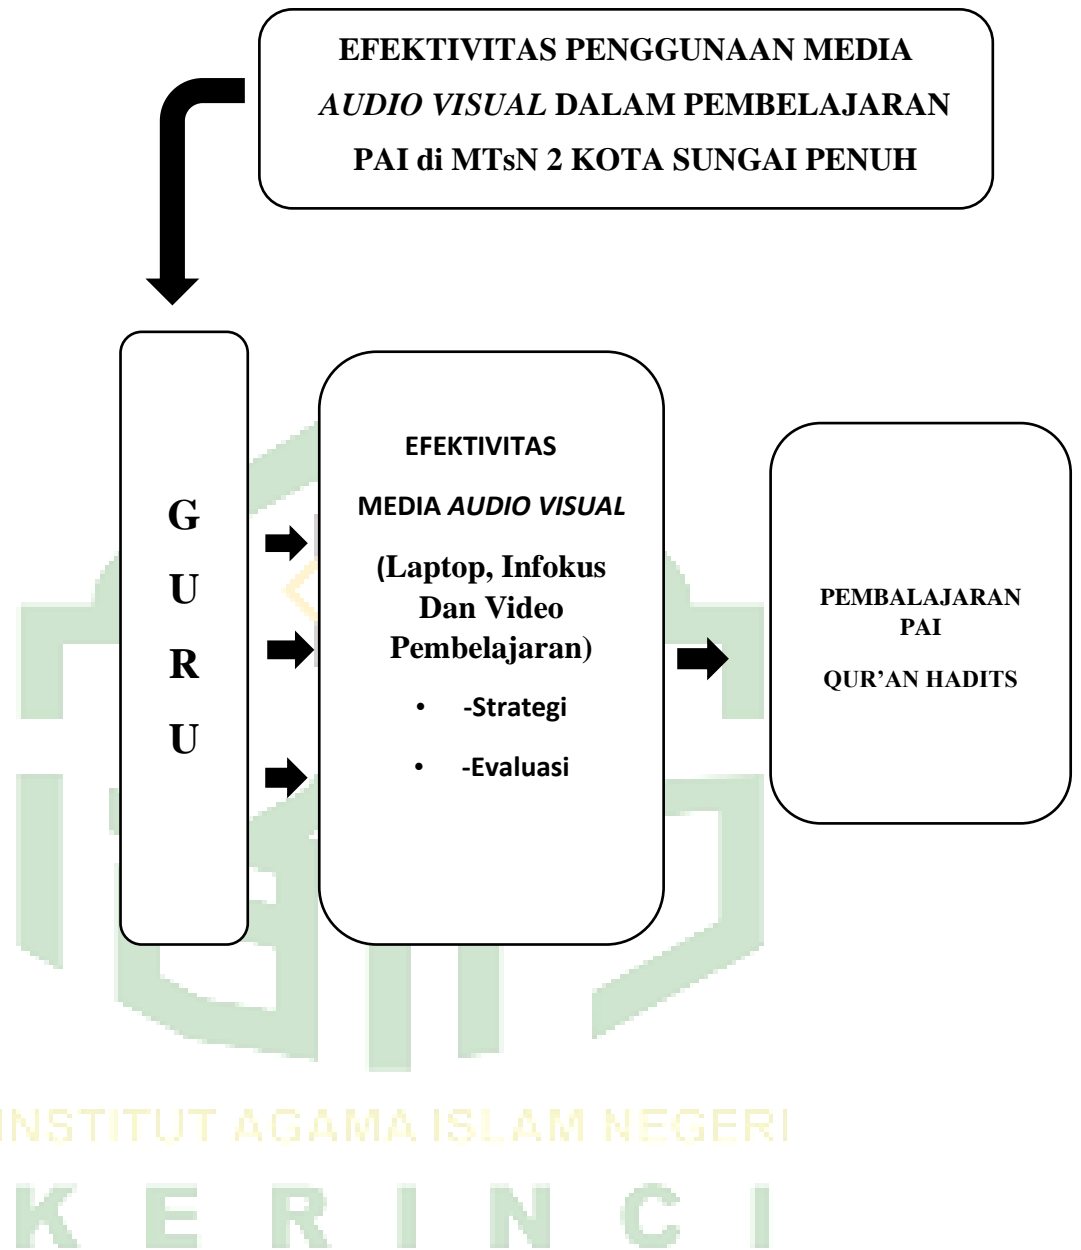 EFEKTIVITAS PENGGUNAAN MEDIA
AUDIO VISUAL DALAM PEMBELAJARAN
PAI di MTsN 2 KOTA SUNGAI PENUH
G
U
R
U
EFEKTIVITAS
MEDIA AUDIO VISUAL
(Laptop, Infokus
Dan Video
Pembelajaran)
• -Strategi
• -Evaluasi
PEMBALAJARAN
PAI
QUR’AN HADITS
INSTITUT AGAMA ISLAM NEGERI
K E R I N C I